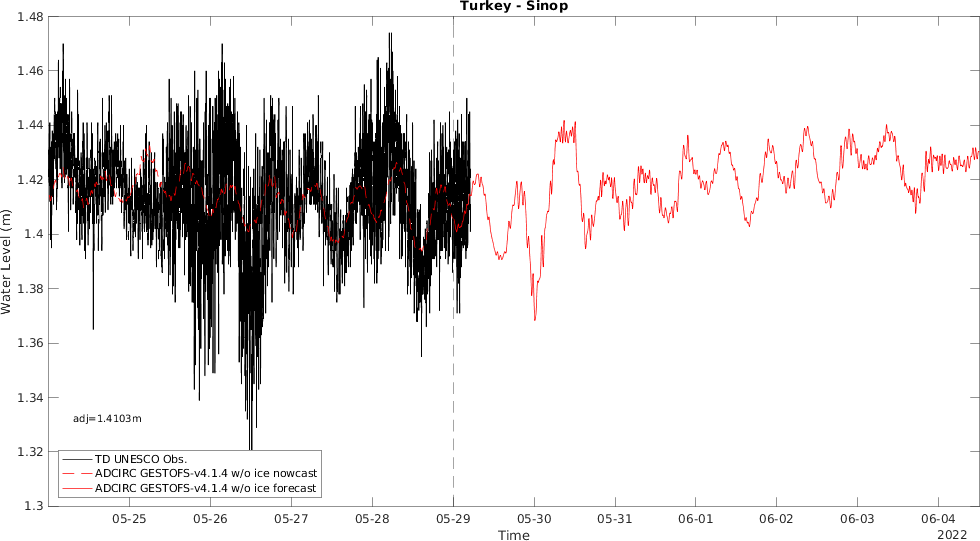 Turkey - Sinop
1.48
1.46
1.44
1.42
1.4
1.38
1.36
1.34
1.32
1.3
Water Level (m)
adj=1.4103m
TD UNESCO Obs.
ADCIRC GESTOFS-v4.1.4 w/o ice nowcast
ADCIRC GESTOFS-v4.1.4 w/o ice forecast
05-25 05-26 05-27 05-28 05-29 05-30 05-31 06-01 06-02 06-03 06-04
Time
2022